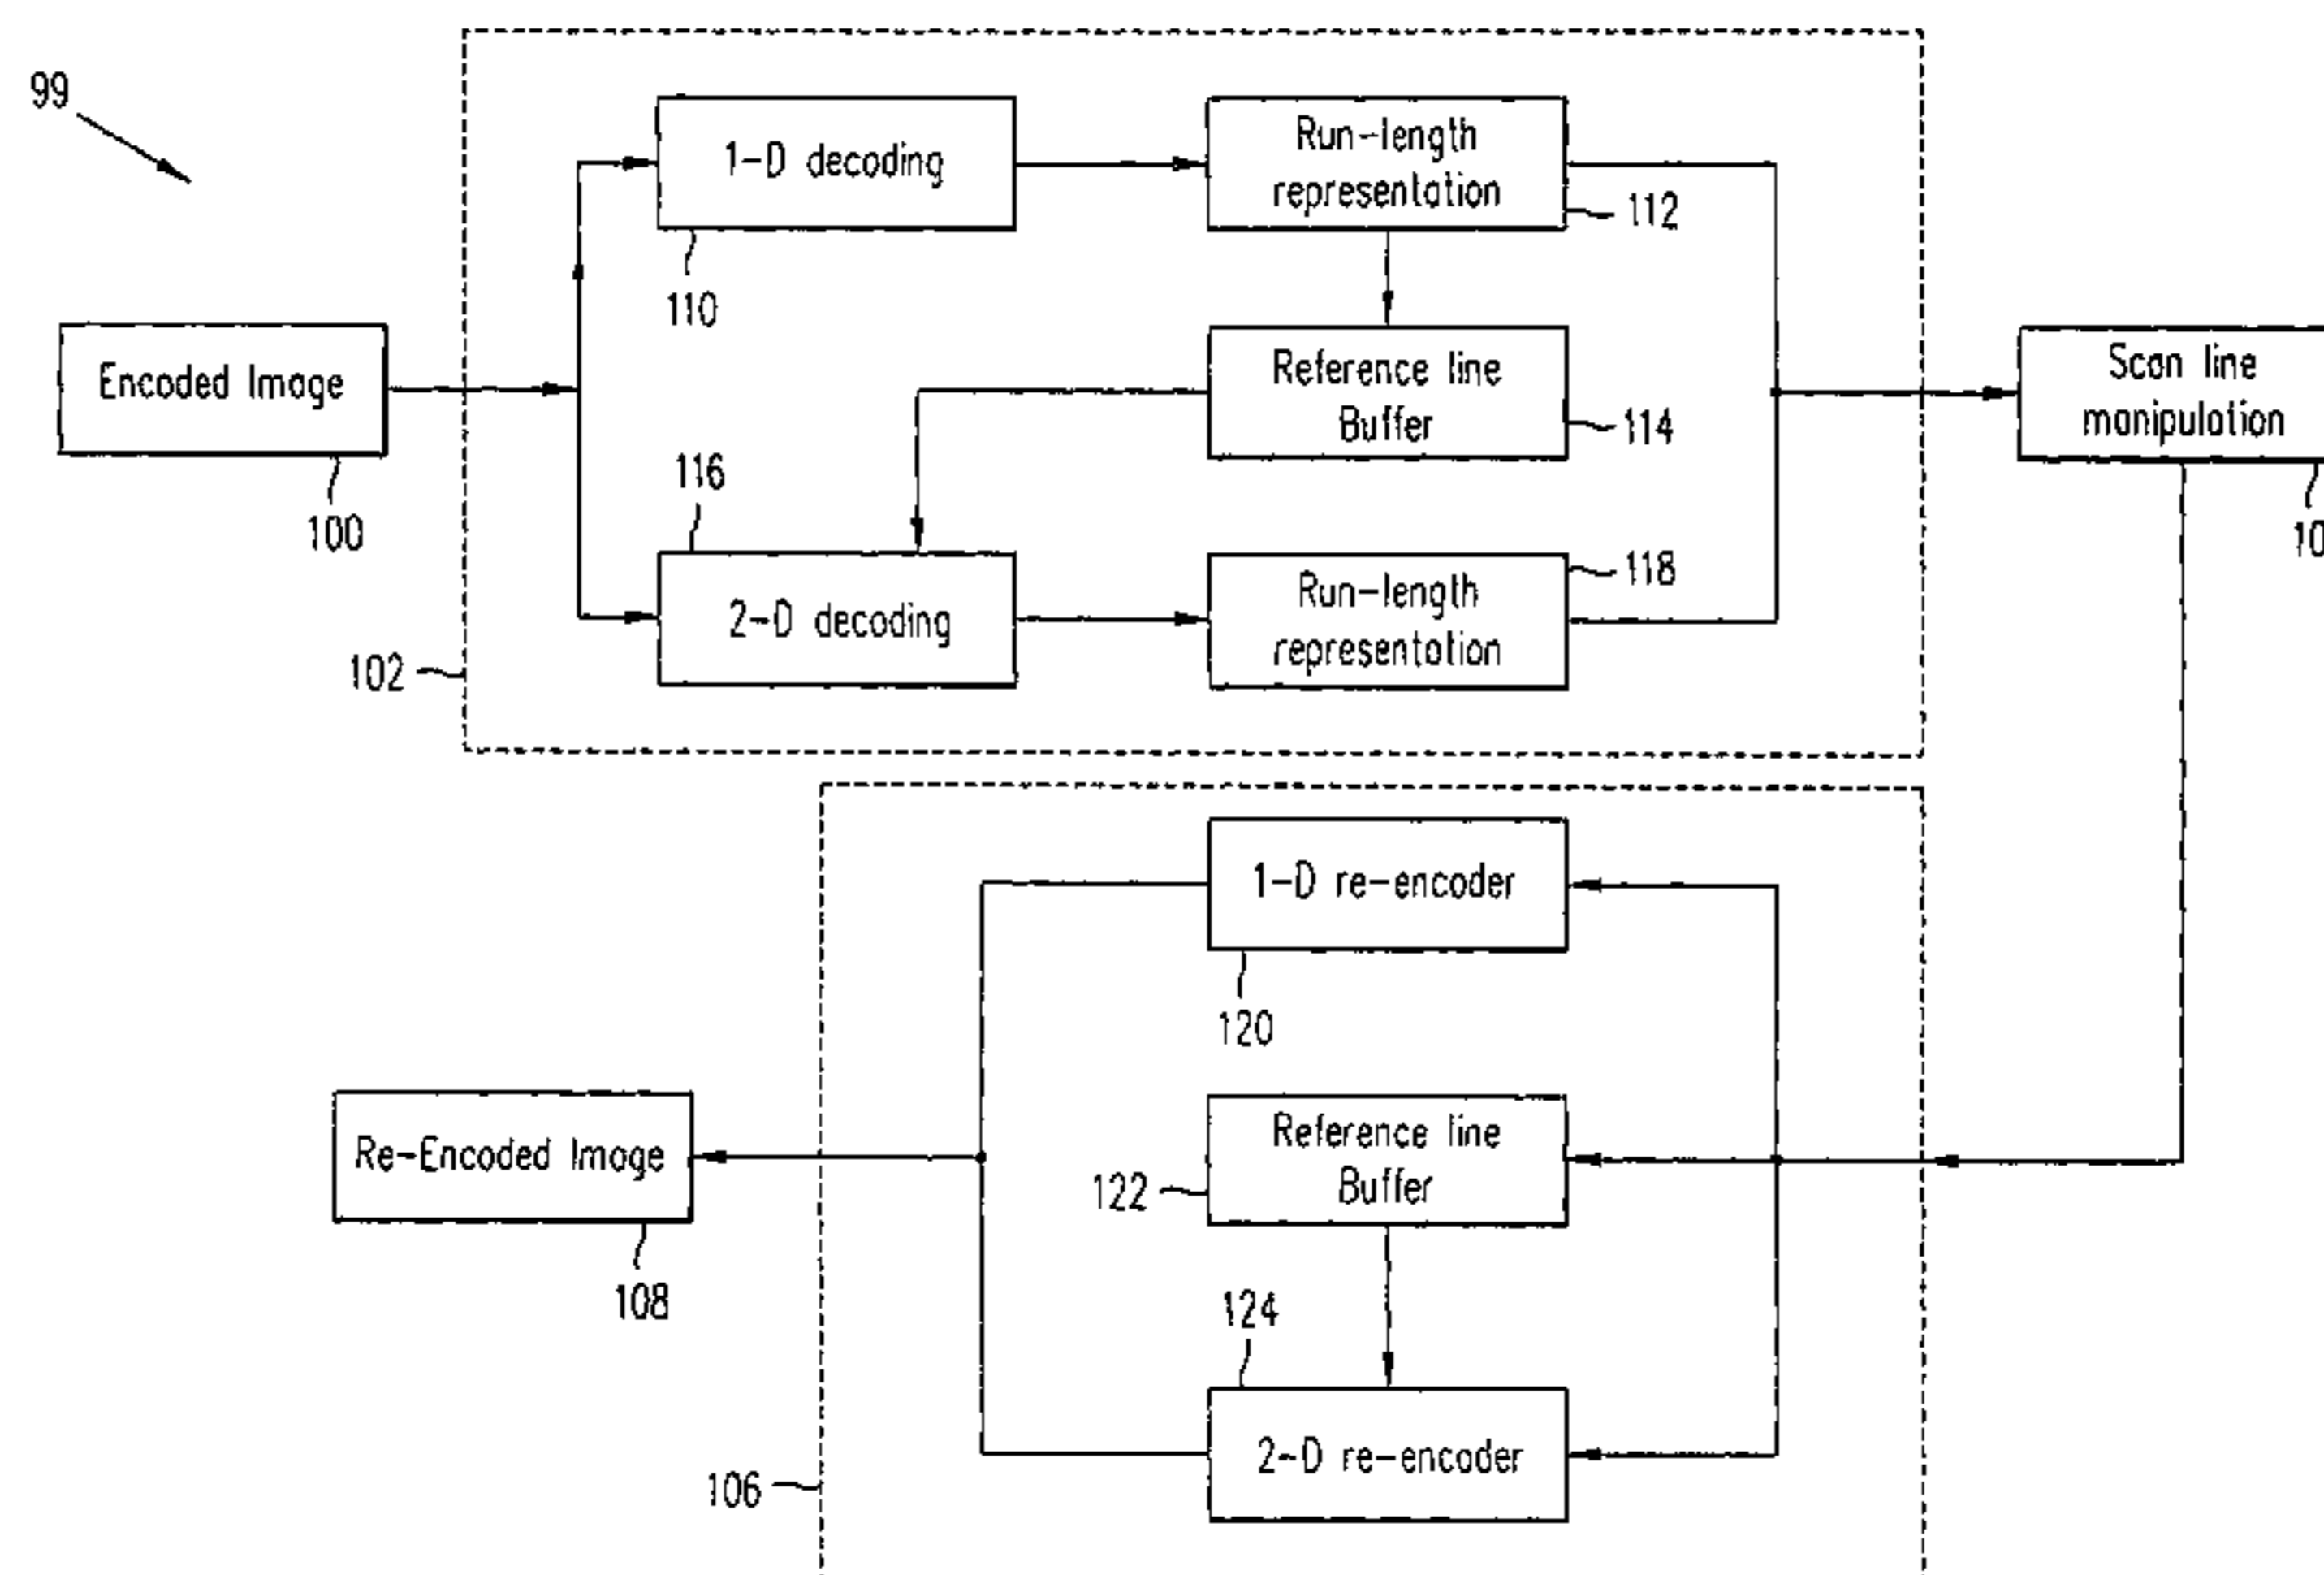 99
1-D decoding
110
Run-length
representation
112
Encoded Image
100
Reference line
Buffer
114
Scan line
manipulation
116
2-D decoding
Run-length
representation
118
102
1-D re-encoder
120
Re-Encoded Image
108
Reference line
Buffer
122
124
2-D re-encoder
106